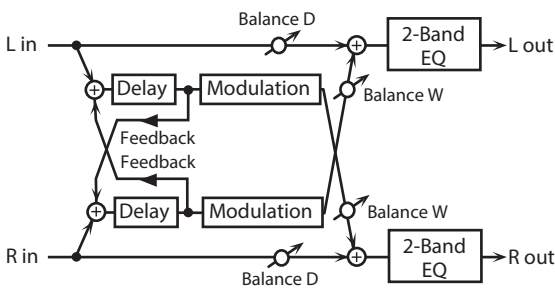 Balance D
L in
2-Band
EQ
L out
+
+
Delay
Modulation
Balance W
Feedback
Feedback
+
Delay
Modulation
Balance W
R in
+
2-Band
EQ
R out
Balance D